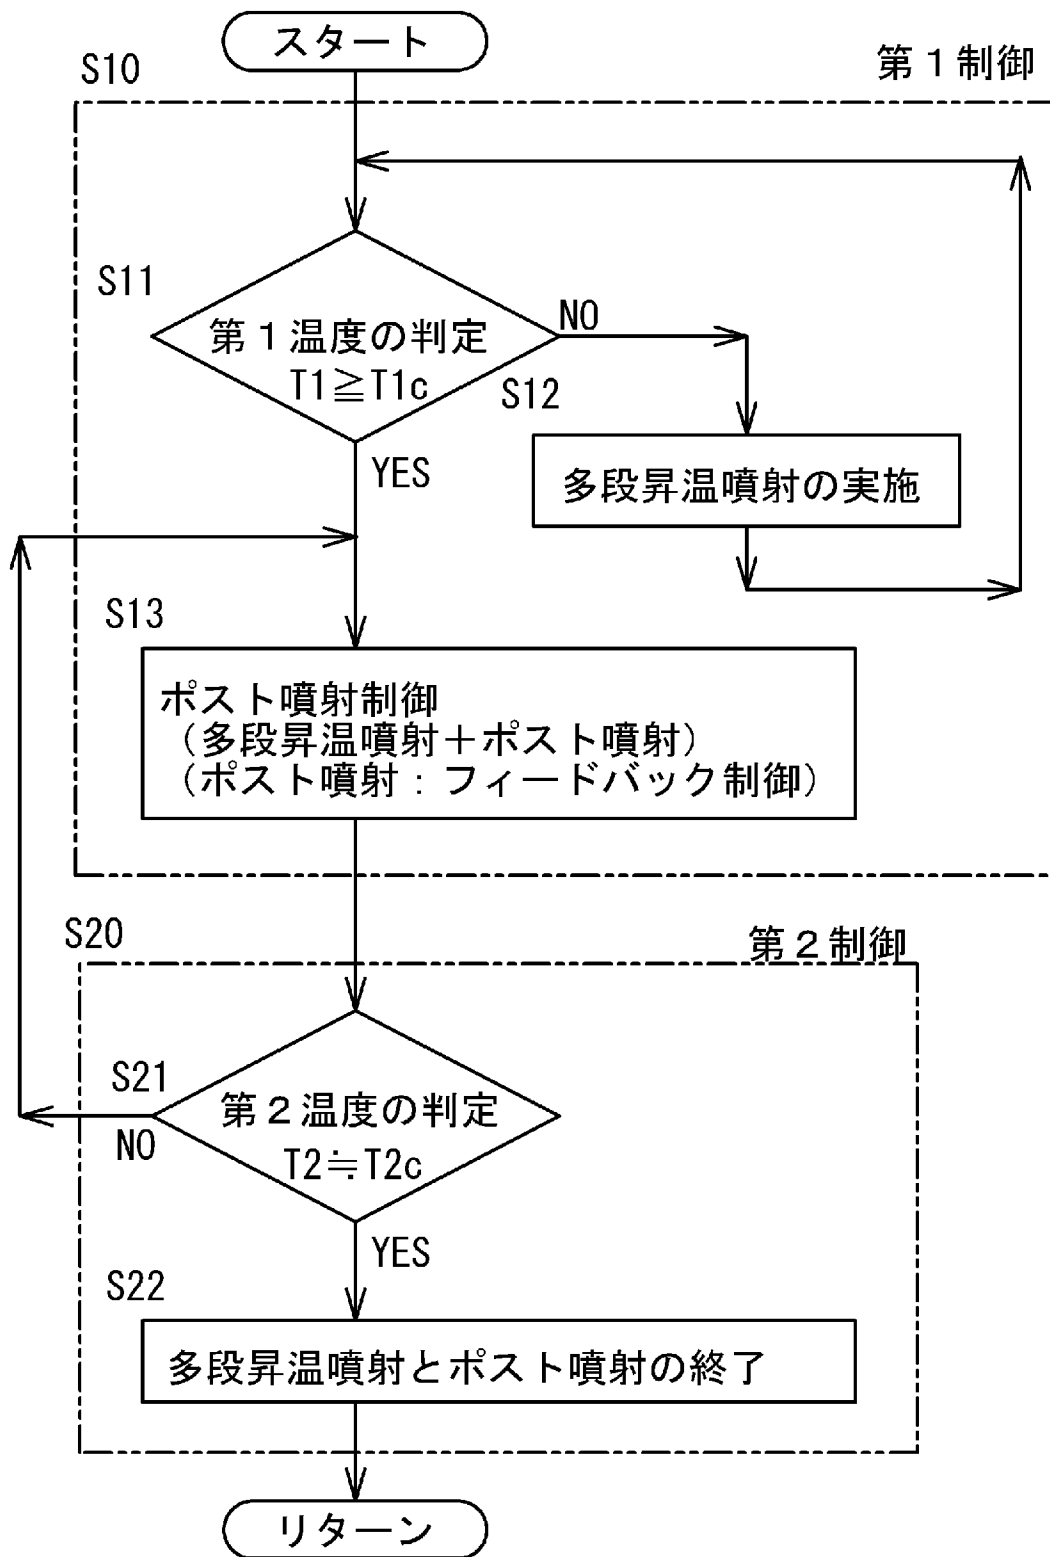 スタート
S10
第１制御
S11
第１温度の判定
T1≧T1c
NO
S12
多段昇温噴射の実施
YES
S13
ポスト噴射制御
（多段昇温噴射＋ポスト噴射）
（ポスト噴射：フィードバック制御）
S20
第２制御
S21
第２温度の判定
T2≒T2c
NO
YES
S22
多段昇温噴射とポスト噴射の終了
リターン